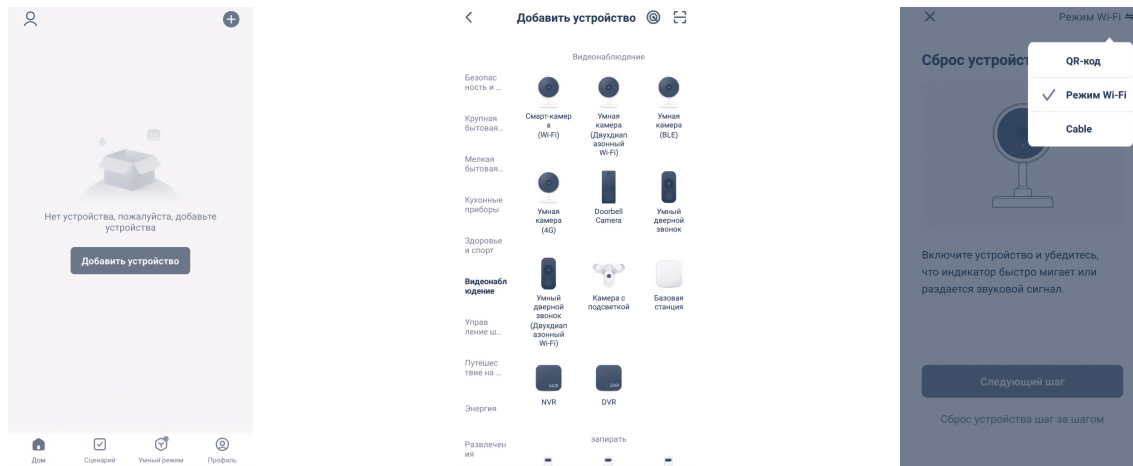 Нет устройства, пожалуйста, добавьте
устройства
Добавить устройство
Дом
Сценарий
Умный режим
Профиль
Добавить устройство
Видеонаблюдение
Безопас
ность и ...
Крупная
бытовая...
Мелкая
бытовая...
Кухонные
приборы
Здоровье
и спорт
Видеонабл
юдение
Управ
ление ш...
Путешес
твие на ...
Энергия
Развлечен
ия
Смарт-камер
а
(Wi-Fi)
Умная
камера
(Двухдиап
азонный
Wi-Fi)
Умная
камера
(BLE)
Умная
камера
(4G)
Doorbell
Camera
Умный
дверной
звонок
Умный
дверной
звонок
(Двухдиап
азонный
Wi-Fi)
Камера с
подсветкой
Базовая
станция
NVR
NVR
DVR
DVR
запирать
Режим Wi-Fi
Сброс устройст
QR-код
Режим Wi-Fi
Cable
Включите устройство и убедитесь,
что индикатор быстро мигает или
раздается звуковой сигнал.
Следующий шаг
Сброс устройства шаг за шагом